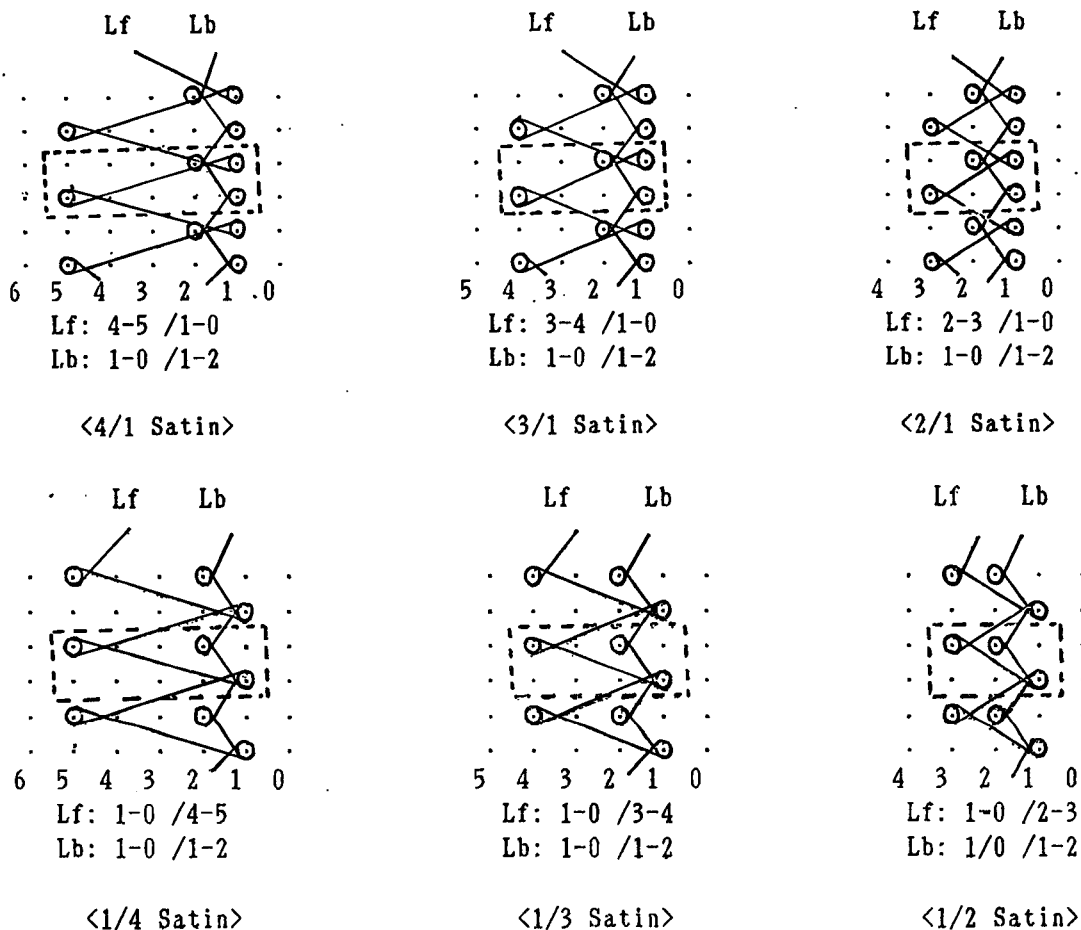 Lf Lb
6 5 4 3 2 1 0
Lf: 4-5 /1-0
Lb: 1-0 /1-2
<4/1 Satin>
Lf Lb
5 4 3 2 1 0
Lf: 3-4 /1-0
Lb: 1-0 /1-2
<3/1 Satin>
Lf Lb
4 3 2 1 0
Lf: 2-3 /1-0
Lb: 1-0 /1-2
<2/1 Satin>
Lf Lb
6 5 4 3 2 1 0
Lf: 1-0 /4-5
Lb: 1-0 /1-2
<1/4 Satin>
Lf Lb
5 4 3 2 1 0
Lf: 1-0 /3-4
Lb: 1-0 /1-2
<1/3 Satin>
Lf Lb
4 3 2 1 0
Lf: 1-0 /2-3
Lb: 1/0 /1-2
<1/2 Satin>